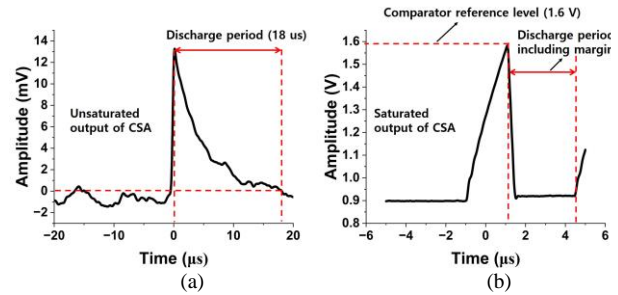 Discharge period (18 us)
Unsaturated
output of CSA
Amplitude (mV)
14
12
10
8
6
4
2
0
−2
−20
−10
0
10
20
Time (μs)
(a)
Comparator reference level (1.6 V)
Discharge perio
including margin
Saturated
output of CSA
Amplitude (V)
1.6
1.5
1.4
1.3
1.2
1.1
1.0
0.9
0.8
−6
−4
−2
0
2
4
6
Time (μs)
(b)